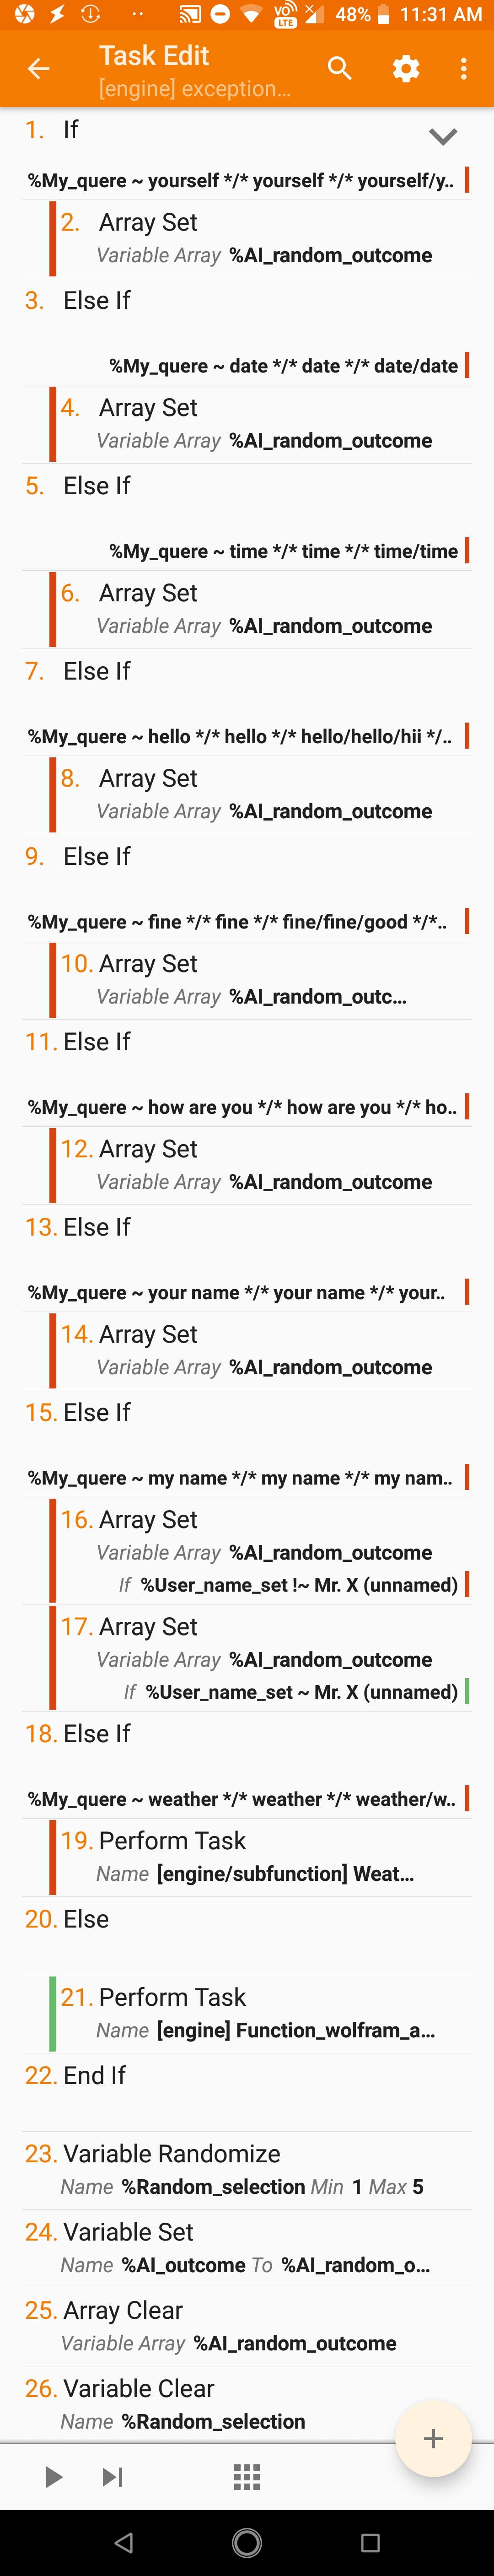 VO LTE 48% 11:31 AM
Task Edit
[engine] exception...
1. If
%My_quere ~ yourself */* yourself */* yourself/y..
2. Array Set
Variable Array %AI_random_outcome
3. Else If
%My_quere ~ date */* date */* date/date
4. Array Set
Variable Array %AI_random_outcome
5. Else If
%My_quere ~ time */* time */* time/time
6. Array Set
Variable Array %AI_random_outcome
7. Else If
%My_quere ~ hello */* hello */* hello/hello/hii */..
8. Array Set
Variable Array %AI_random_outcome
9. Else If
%My_quere ~ fine */* fine */* fine/fine/good */*..
10. Array Set
Variable Array %AI_random_outc...
11. Else If
%My_quere ~ how are you */* how are you */* ho..
12. Array Set
Variable Array %AI_random_outcome
13. Else If
%My_quere ~ your name */* your name */* your..
14. Array Set
Variable Array %AI_random_outcome
15. Else If
%My_quere ~ my name */* my name */* my nam..
16. Array Set
Variable Array %AI_random_outcome
If %User_name_set !~ Mr. X (unnamed)
17. Array Set
Variable Array %AI_random_outcome
If %User_name_set ~ Mr. X (unnamed)
18. Else If
%My_quere ~ weather */* weather */* weather/w..
19. Perform Task
Name [engine/subfunction] Weat...
20. Else
21. Perform Task
Name [engine] Function_wolfram_a...
22. End If
23. Variable Randomize
Name %Random_selection Min 1 Max 5
24. Variable Set
Name %AI_outcome To %AI_random_o...
25. Array Clear
Variable Array %AI_random_outcome
26. Variable Clear
Name %Random_selection